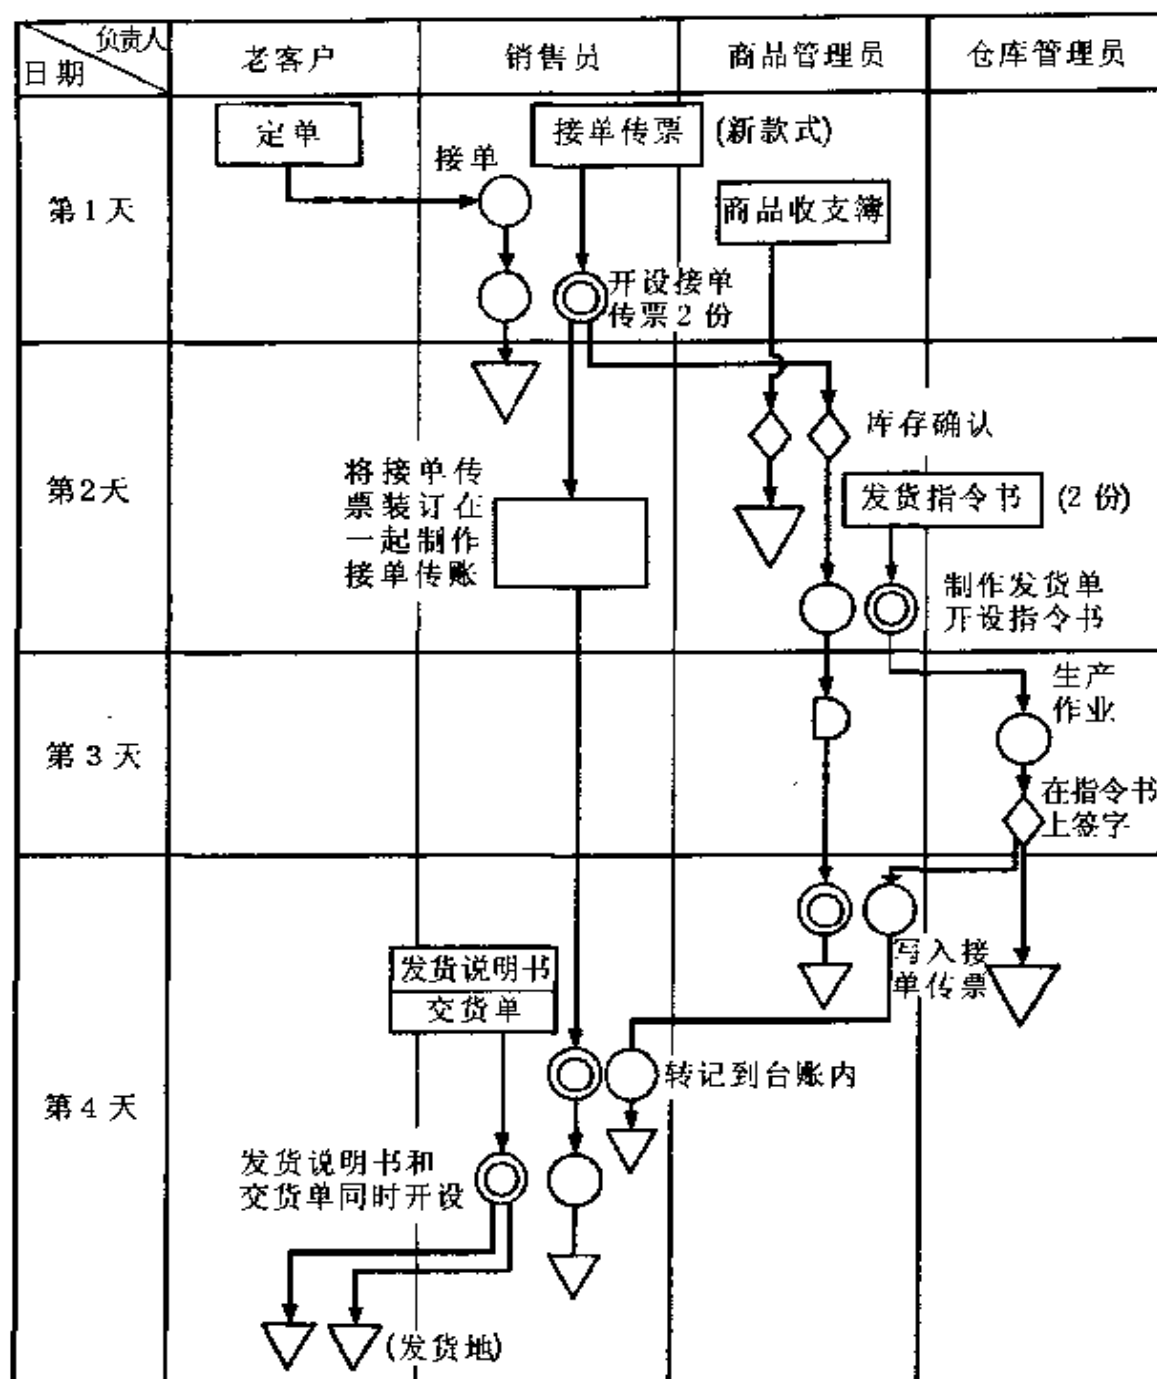 负责人
日期
老客户
销售员
商品管理员
仓库管理员
第1天
定单
接单
接单传票
(新款式)
商品收支簿
开设接单
传票2份
第2天
库存确认
将接单传
票装订在
一起制作
接单传账
发货指令书
(2份)
制作发货单
开设指令书
第3天
生产
作业
在指令书
上签字
第4天
写入接
单传票
发货说明书
交货单
转记到台账内
发货说明书和
交货单同时开设
(发货地)